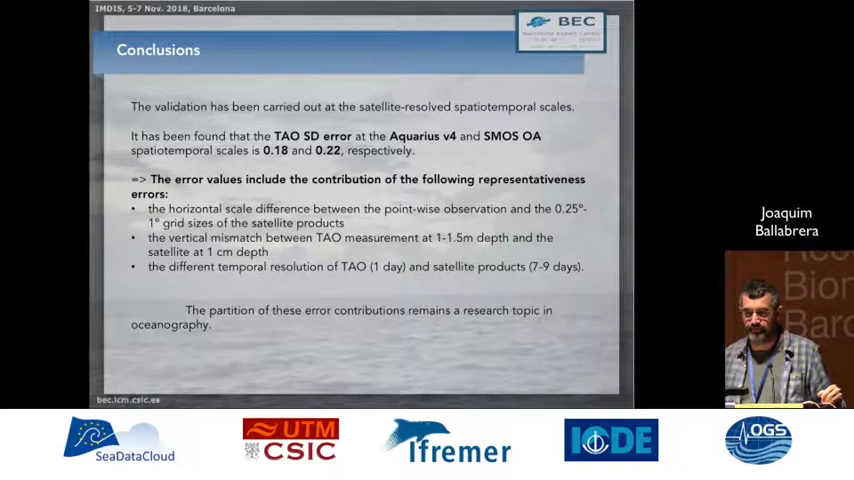 IMDIS, 5-7 Nov. 2018, Barcelona
BEC
Barcelona Expert Center
Conclusions
The validation has been carried out at the satellite-resolved spatiotemporal scales.
It has been found that the TAO SD error at the Aquarius v4 and SMOS OA
spatiotemporal scales is 0.18 and 0.22, respectively.
=> The error values include the contribution of the following representativeness
errors:
• the horizontal scale difference between the point-wise observation and the 0.25º-
1º grid sizes of the satellite products
• the vertical mismatch between TAO measurement at 1-1.5m depth and the
satellite at 1 cm depth
• the different temporal resolution of TAO (1 day) and satellite products (7-9 days).
The partition of these error contributions remains a research topic in
oceanography.
bec.icm.csic.es
Joaquim
Ballabrera
Bion
Barc
SeaDataCloud
UTM
CSIC
Ifremer
IODE
OGS